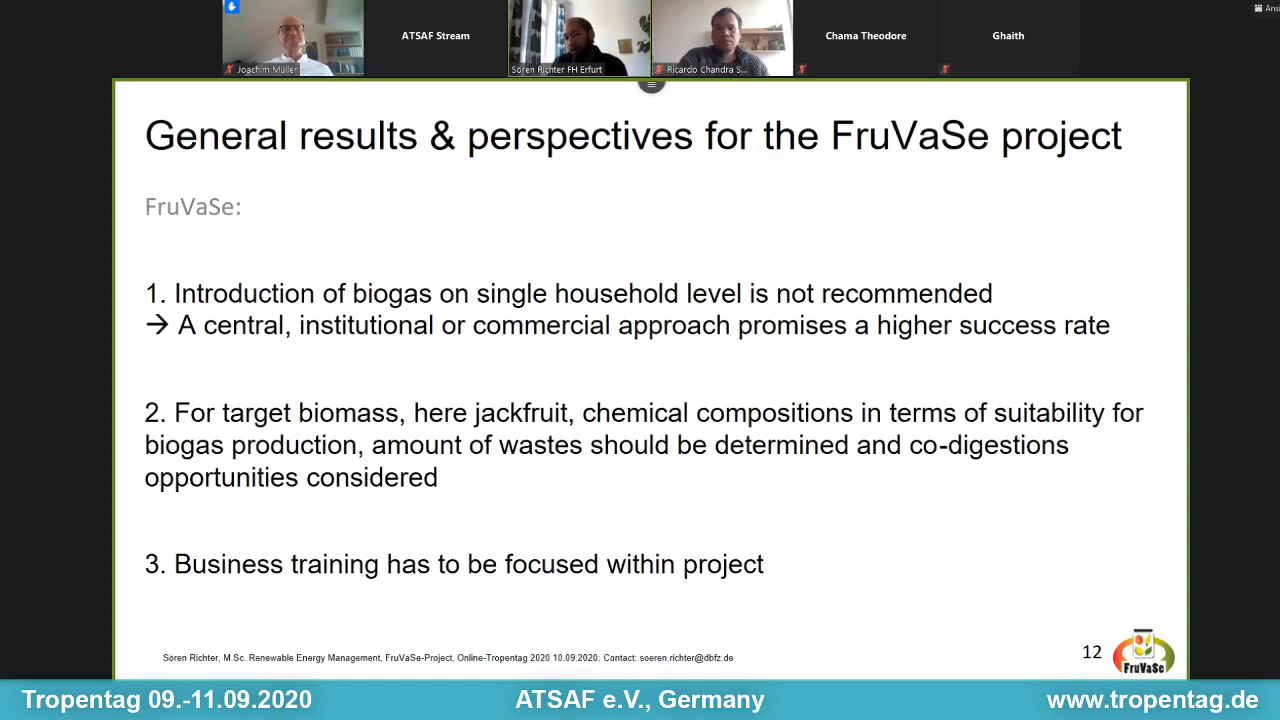 Joachim Müller
ATSAF Stream
Sören Richter FH Erfurt
Ricardo Chandra S...
Chama Theodore
Ghaith
General results & perspectives for the FruVaSe project
FruVaSe:
1. Introduction of biogas on single household level is not recommended
→ A central, institutional or commercial approach promises a higher success rate
2. For target biomass, here jackfruit, chemical compositions in terms of suitability for
biogas production, amount of wastes should be determined and co-digestions
opportunities considered
3. Business training has to be focused within project
Sören Richter, M.Sc. Renewable Energy Management, FruVaSe-Project, Online-Tropentag 2020 10.09.2020; Contact: soeren.richter@dbfz.de
12
FruVaSe
Tropentag 09.-11.09.2020
ATSAF e.V., Germany
www.tropentag.de